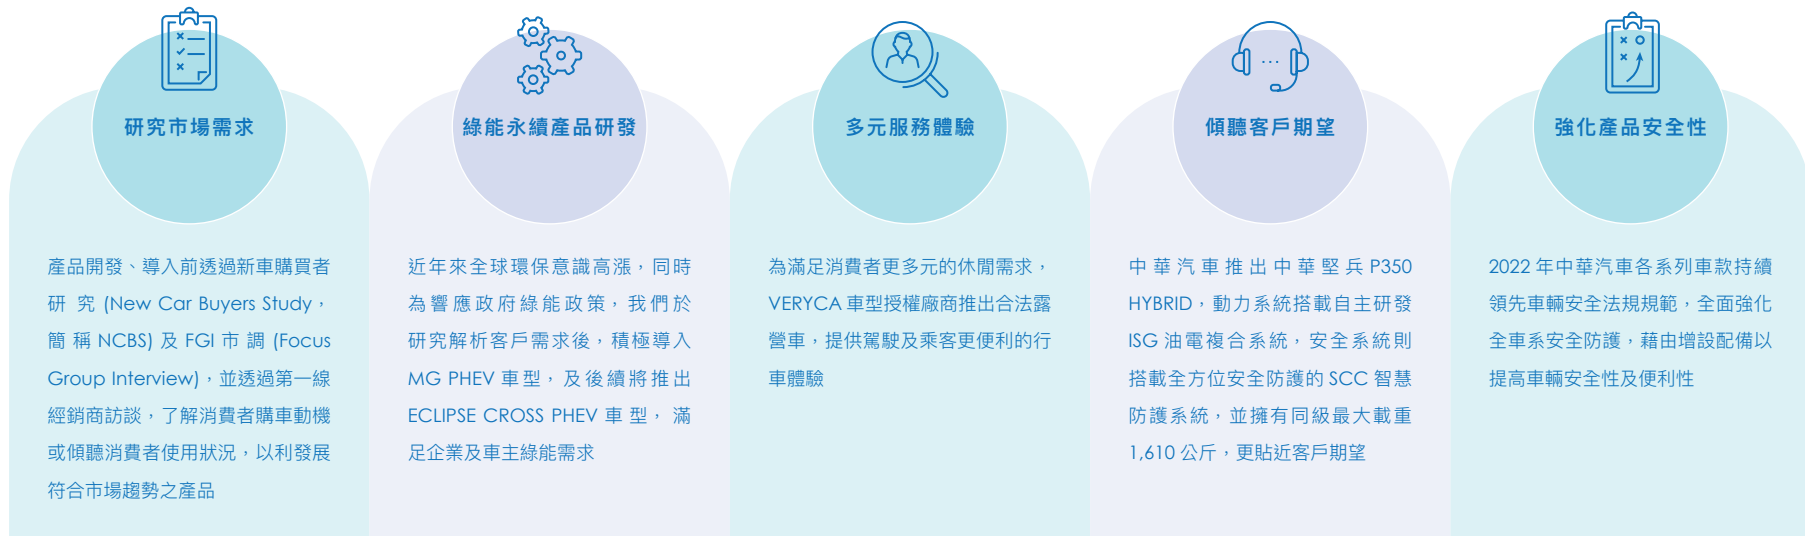 研究市場需求
產品開發、導入前透過新車購買者
研究 (New Car Buyers Study，
簡稱 NCBS) 及 FGI 市調 (Focus
Group Interview)，並透過第一線
經銷商訪談，了解消費者購車動機
或傾聽消費者使用狀況，以利發展
符合市場趨勢之產品
綠能永續產品研發
近年來全球環保意識高漲，同時
為響應政府綠能政策，我們於
研究解析客戶需求後，積極導入
MG PHEV 車型，及後續將推出
ECLIPSE CROSS PHEV 車型，滿
足企業及車主綠能需求
多元服務體驗
為滿足消費者更多元的休閒需求，
VERYCA 車型授權廠商推出合法露
營車，提供駕駛及乘客更便利的行
車體驗
傾聽客戶期望
中華汽車推出中華堅兵 P350
HYBRID，動力系統搭載自主研發
ISG 油電複合系統，安全系統則
搭載全方位安全防護的 SCC 智慧
防護系統，並擁有同級最大載重
1,610 公斤，更貼近客戶期望
強化產品安全性
2022 年中華汽車各系列車款持續
領先車輛安全法規規範，全面強化
全車系安全防護，藉由增設配備以
提高車輛安全性及便利性